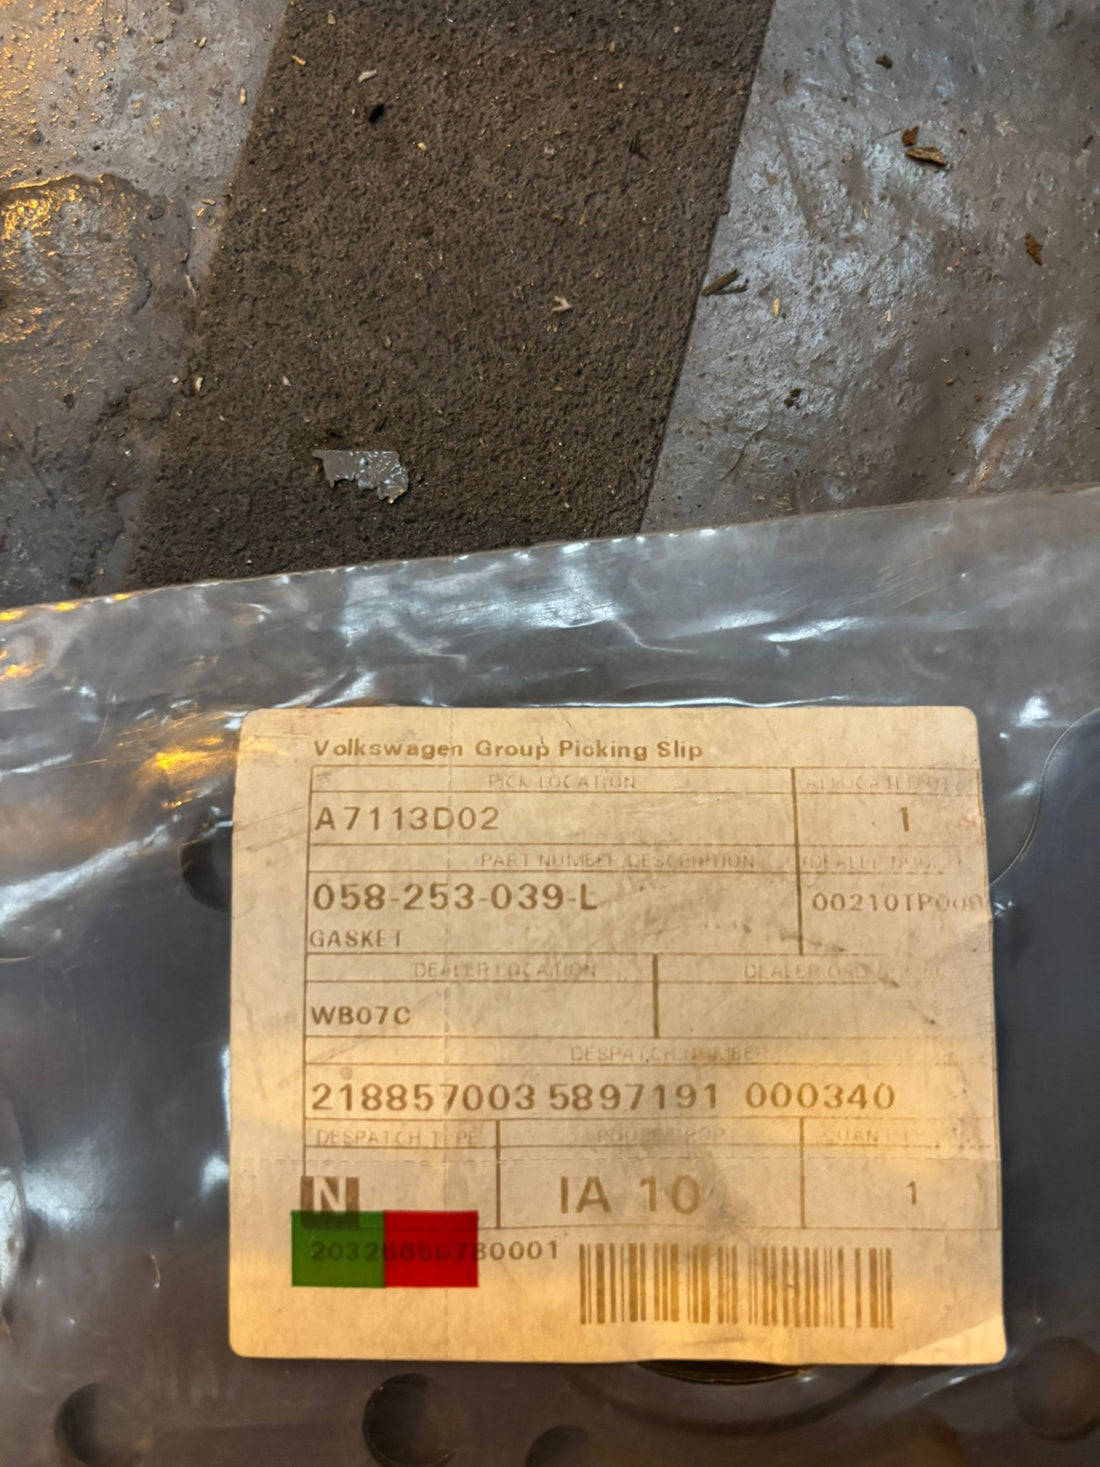 Volkswagen Group Picking Slip
PICK LOCATION
A7113D02
1
PART NUMBER/DESCRIPTION
058-253-039-L
GASKET
DEALER LOCATION
WB07C
DESPATCH NUMBER
218857003 5897191 000340
DESPATCH TYPE
N
IA 10
1